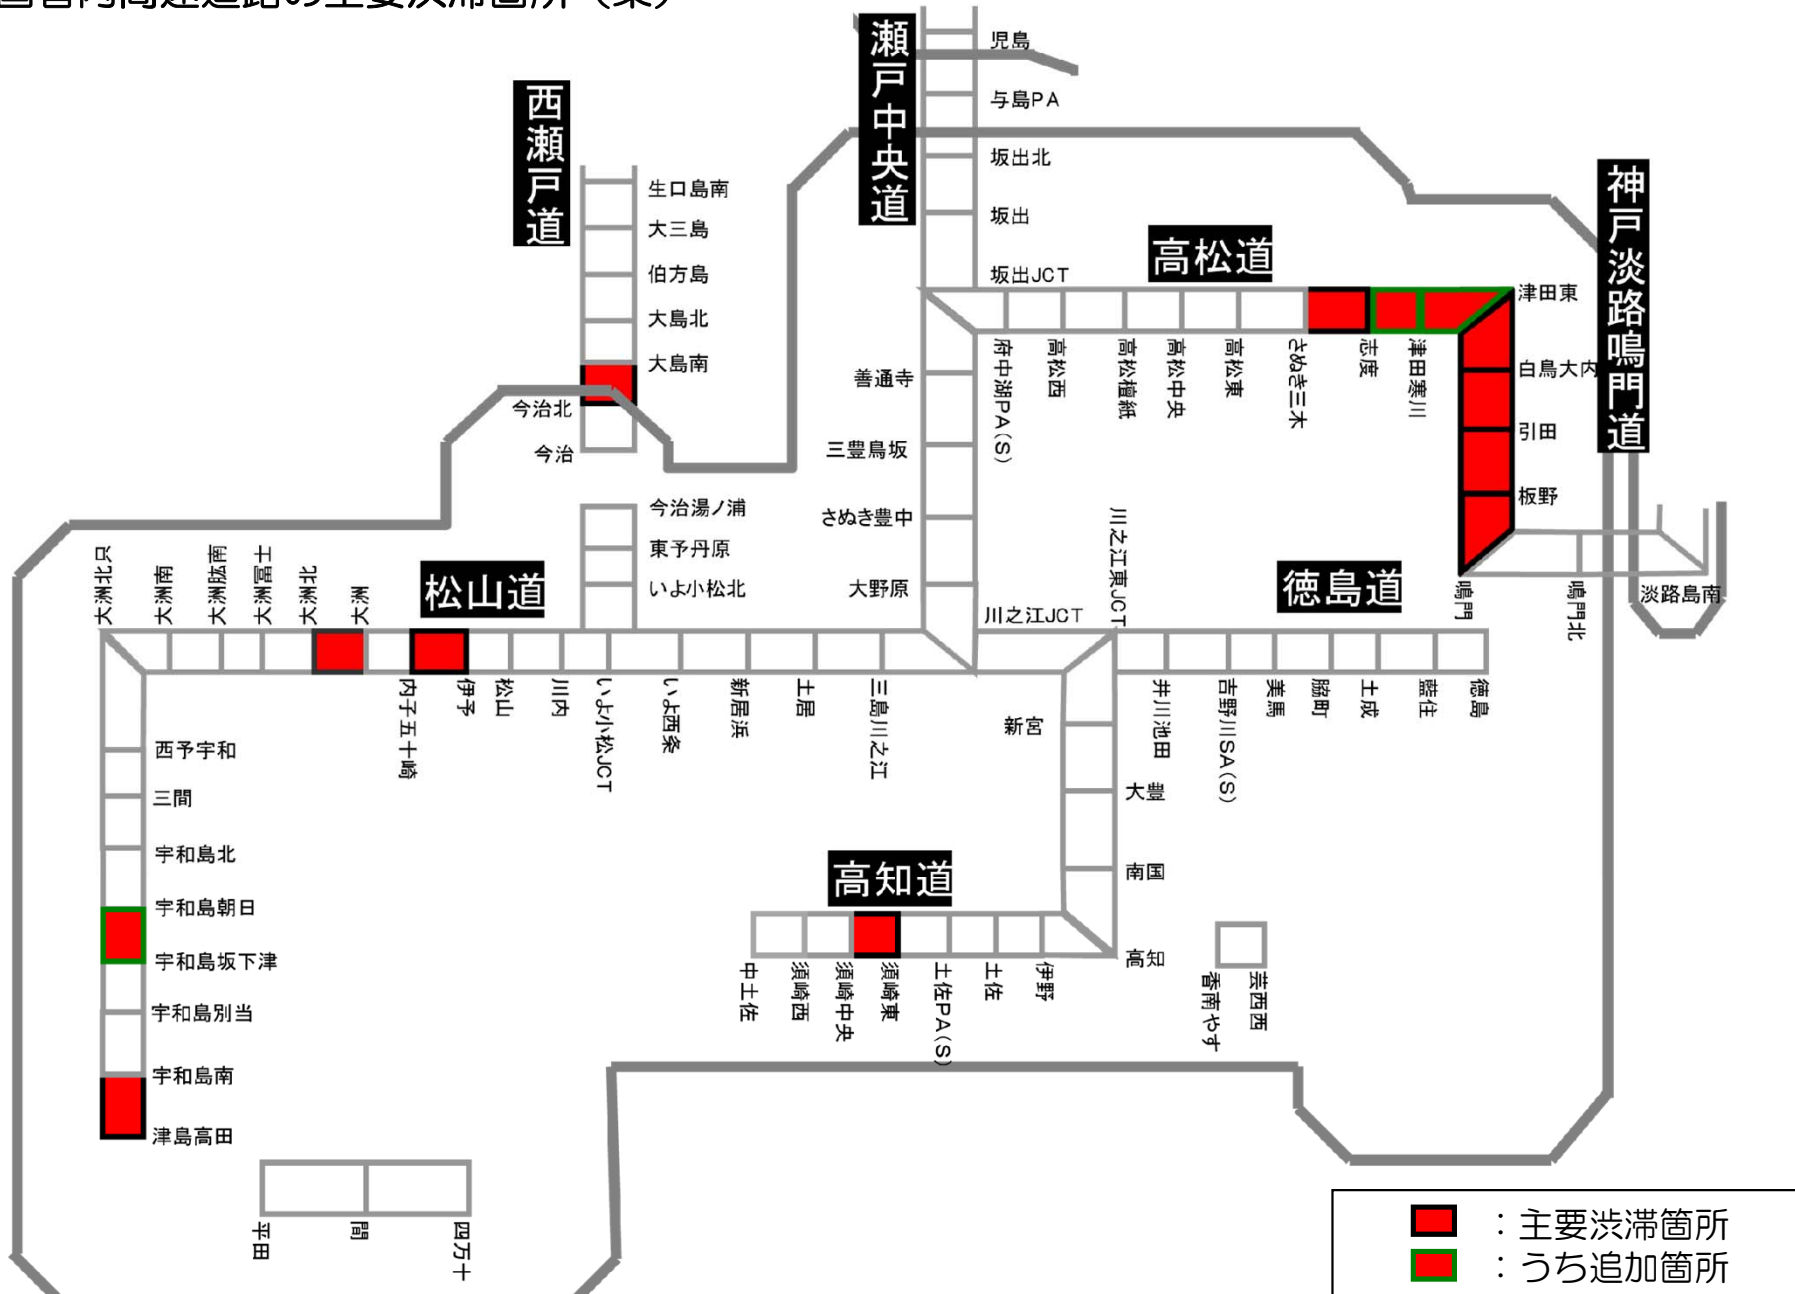 国管内高速道路の主要渋滞箇所（案）
瀬戸中央道
児島
与島PA
坂出北
坂出
坂出JCT
西瀬戸道
生口島南
大三島
伯方島
大島北
大島南
今治北
今治
今治湯ノ浦
東予丹原
いよ小松北
高松道
府中湖PA(S)
高松西
高松檀紙
高松中央
高松東
さぬき三木
志度
津田寒川
津田東
白鳥大内
引田
板野
鳴門
神戸淡路鳴門道
鳴門北
淡路島南
善通寺
三豊鳥坂
さぬき豊中
大野原
川之江JCT
川之江東JCT
徳島道
井川池田
吉野川SA(S)
美馬
脇町
土成
藍住
徳島
松山道
大洲北只
大洲南
大洲肱南
大洲冨士
大洲北
大洲
内子五十崎
伊予
松山
川内
いよ小松JCT
いよ西条
新居浜
土居
三島川之江
西予宇和
三間
宇和島北
宇和島朝日
宇和島坂下津
宇和島別当
宇和島南
津島高田
新宮
大豊
南国
高知
高知道
中土佐
須崎西
須崎中央
須崎東
土佐PA(S)
土佐
伊野
香南やす
芸西西
平田
間
四万十
：主要渋滞箇所
：うち追加箇所